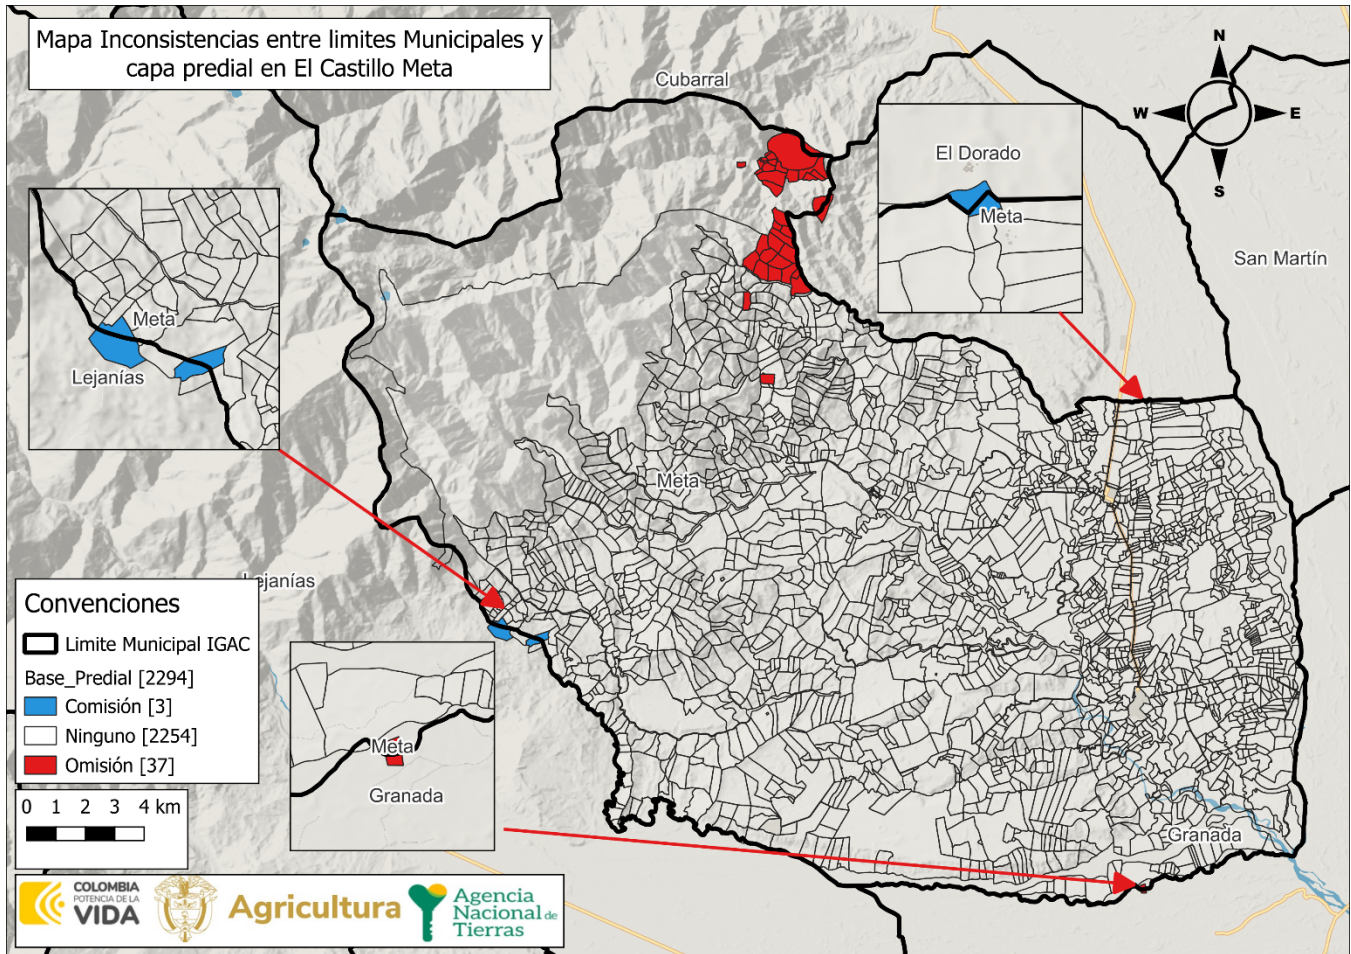 Mapa Inconsistencias entre limites Municipales y
capa predial en El Castillo Meta
Cubarral
N
W
E
S
El Dorado
Meta
San Martín
Meta
Lejanías
Meta
Lejanías
Convenciones
Limite Municipal IGAC
Base_Predial [2294]
Comisión [3]
Ninguno [2254]
Omisión [37]
Meta
Granada
0 1 2 3 4 km
Granada
COLOMBIA
POTENCIA DE LA
VIDA
Agricultura
Agencia
Nacional de
Tierras